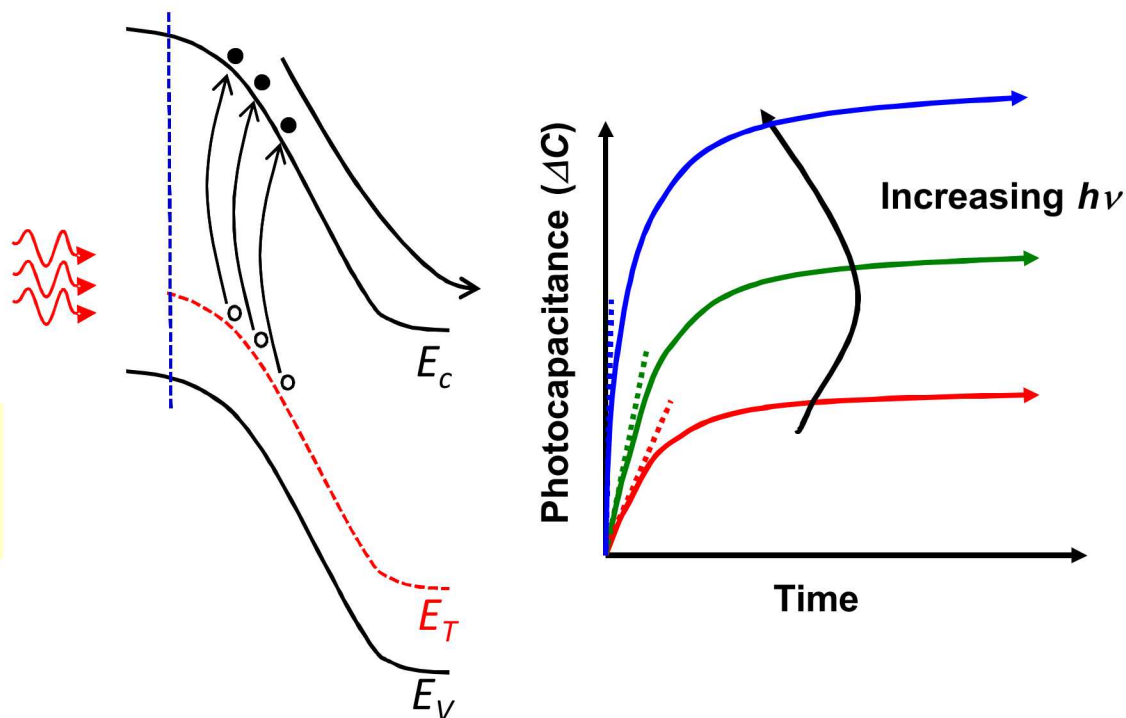 E_c
E_T
E_V
Photocapacitance (ΔC)
Increasing hν
Time